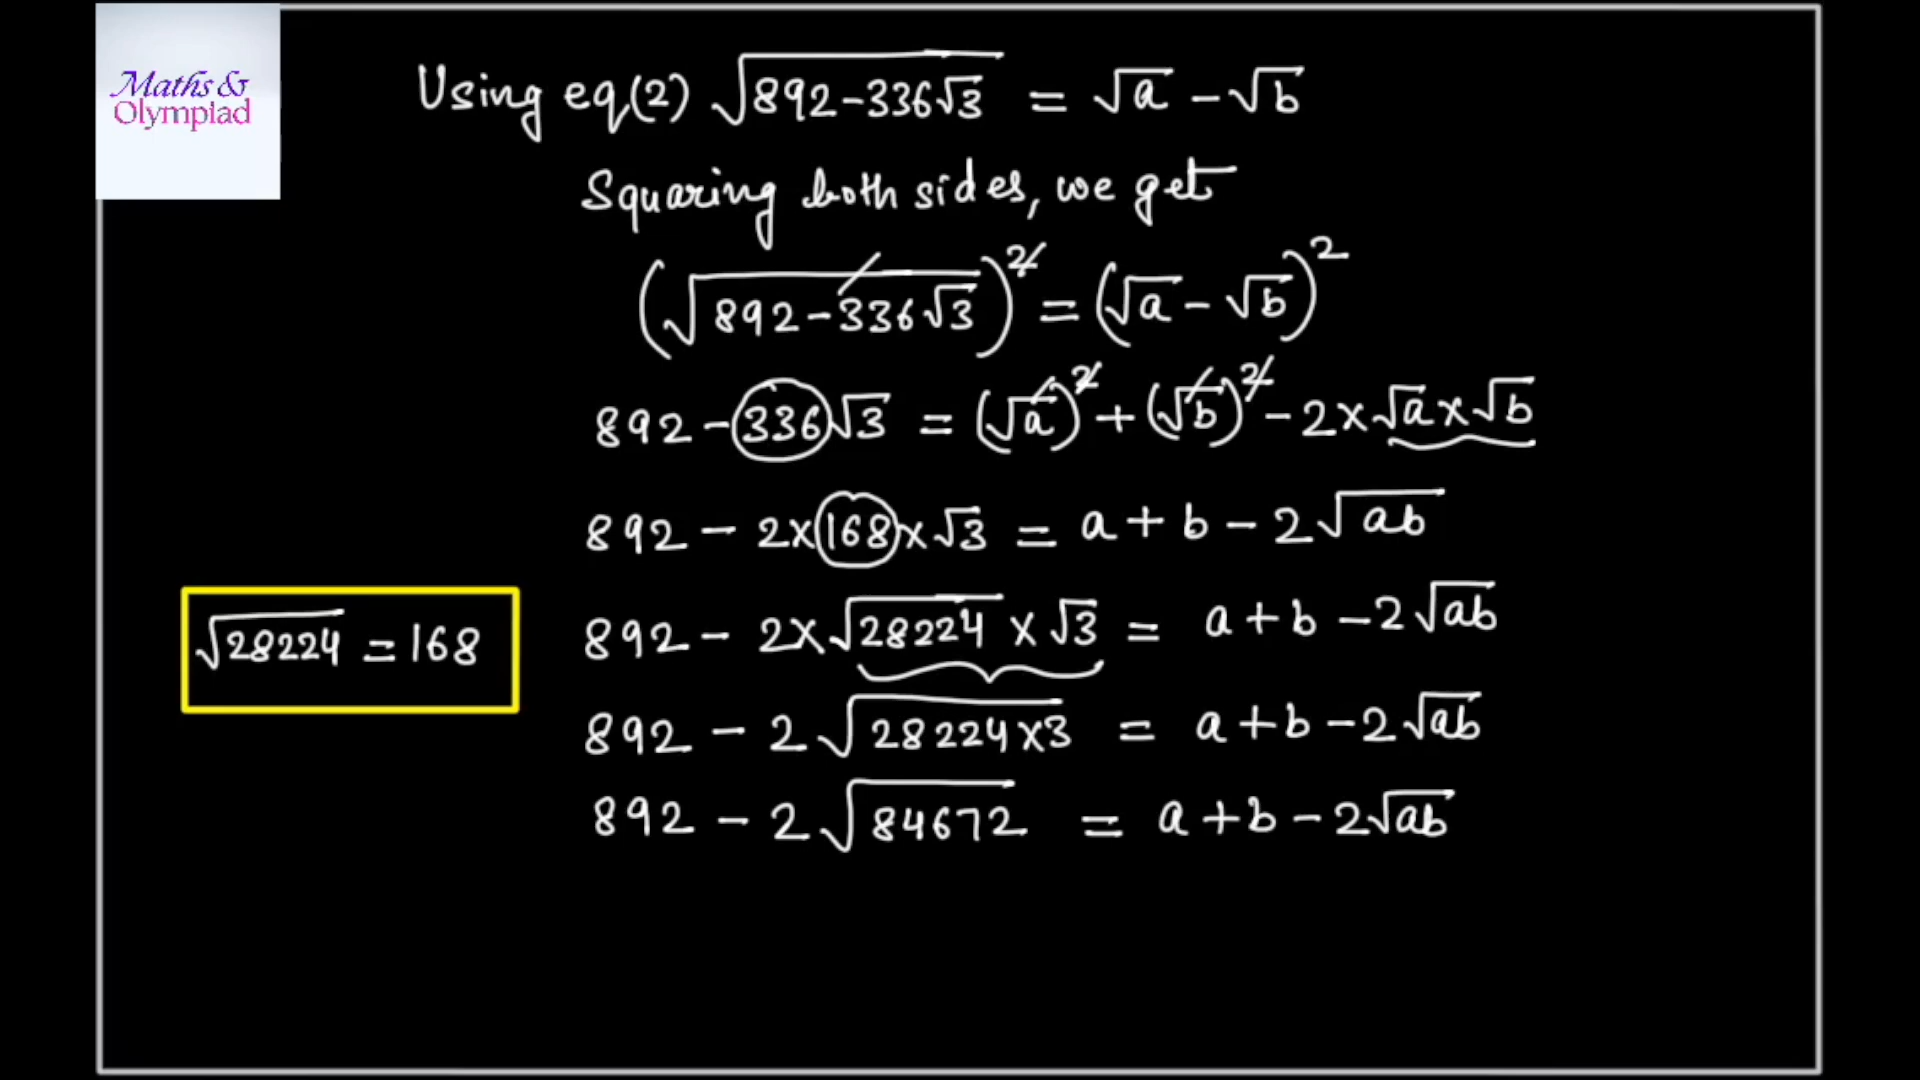 Maths &
Olympiad
Using eq(2) √(892-336√3) = √a - √b
Squaring both sides, we get
(√(892-336√3))² = (√a - √b)²
892 - 336√3 = (√a)² + (√b)² - 2×√a×√b
892 - 2×168×√3 = a + b - 2√ab
892 - 2×√28224 × √3 = a+b-2√ab
√28224 = 168
892 - 2√(28224×3) = a+b-2√ab
892 - 2√84672 = a+b-2√ab